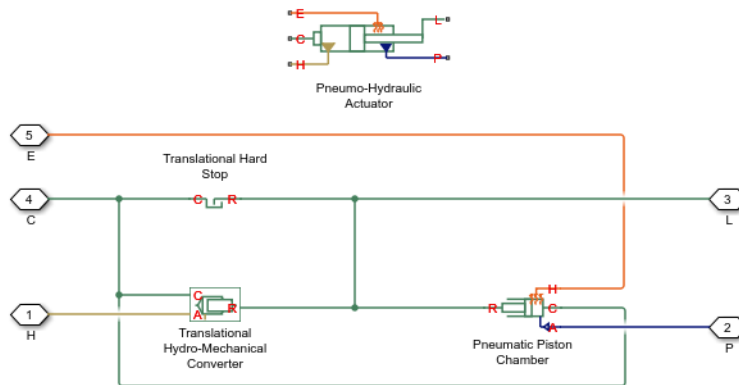 E
L
C
H
P
Pneumo-Hydraulic
Actuator
5
E
Translational Hard
Stop
4
C
C R
3
L
C
A
R
1
H
Translational
Hydro-Mechanical
Converter
H
R
C
A
Pneumatic Piston
Chamber
2
P